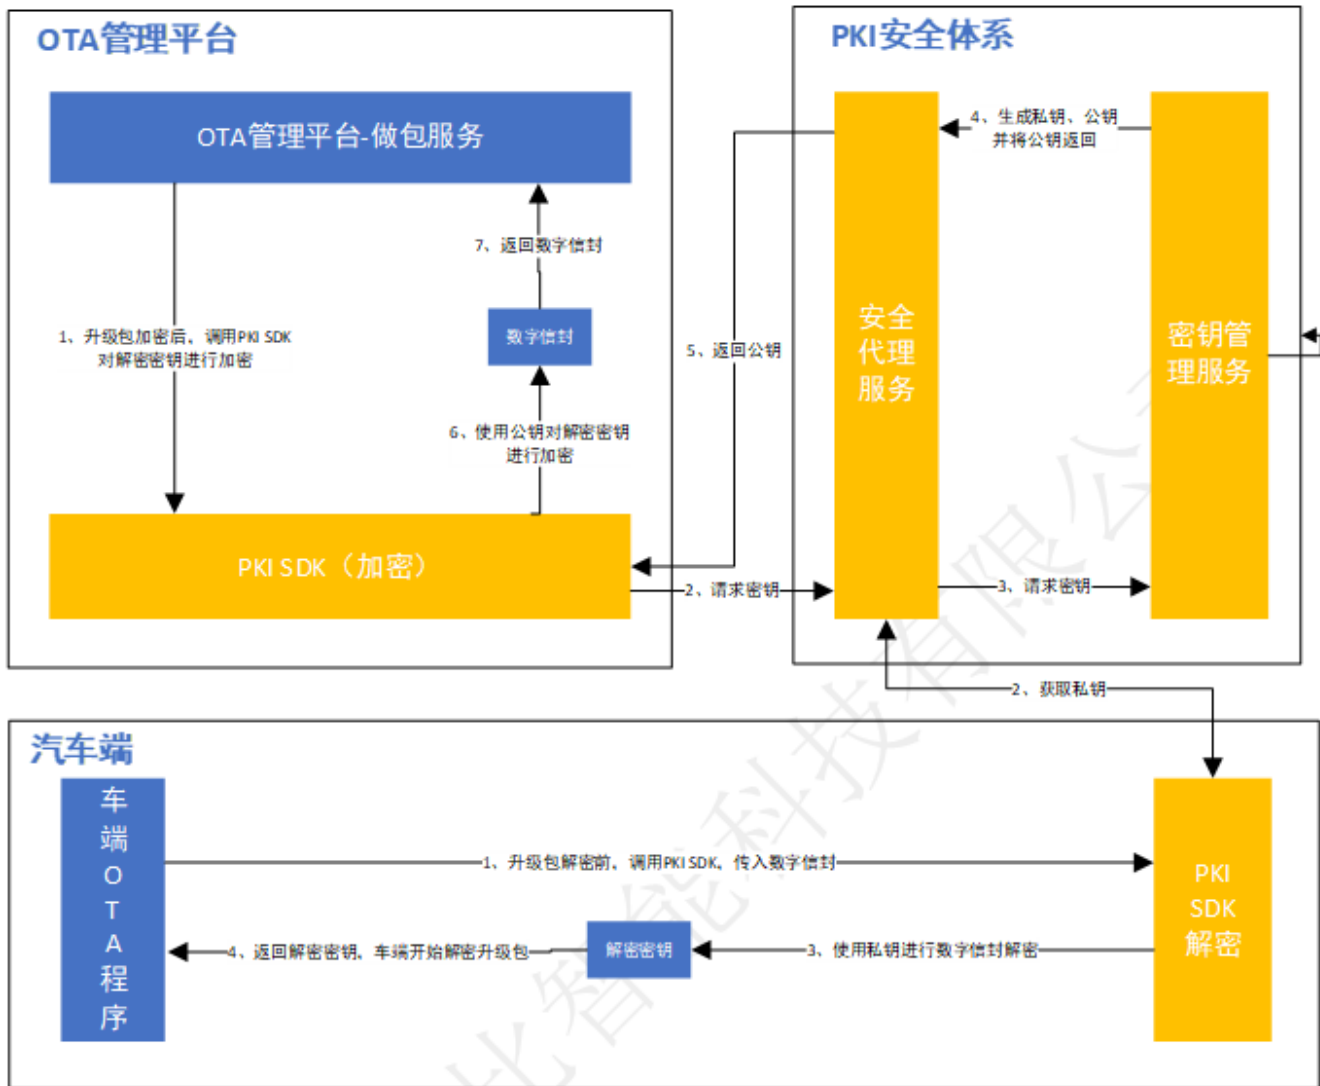 OTA管理平台
OTA管理平台-做包服务
7、返回数字信封
数字信封
1、升级包加密后，调用PKI SDK
对解密密钥进行加密
6、使用公钥对解密密钥
进行加密
PKI SDK（加密）
5、返回公钥
2、请求密钥
PKI安全体系
4、生成私钥、公钥
并将公钥返回
安全
代理
服务
密钥管
理服务
3、请求密钥
2、获取私钥
汽车端
车
端
O
T
A
程
序
1、升级包解密前，调用PKI SDK，传入数字信封
PKI
SDK
解密
3、使用私钥进行数字信封解密
解密密钥
4、返回解密密钥，车端开始解密升级包
比智能科技有限公司